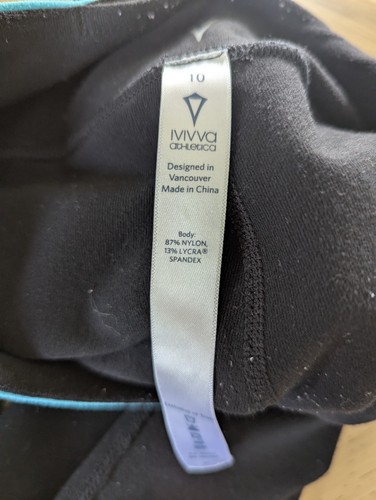 10
ivivva
athletica
Designed in
Vancouver
Made in China
Body:
87% NYLON,
13% LYCRA®
SPANDEX